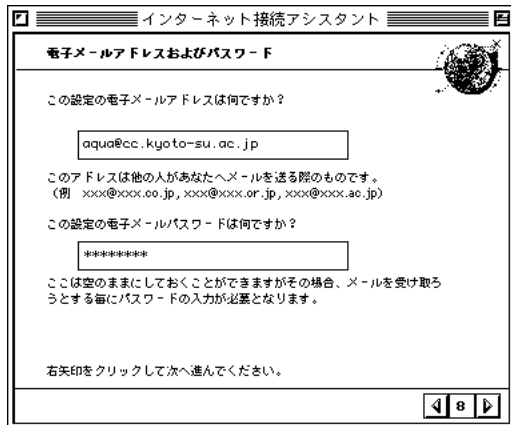 インターネット接続アシスタント
電子メールアドレスおよびパスワード
この設定の電子メールアドレスは何ですか？
aqua@cc.kyoto-su.ac.jp
このアドレスは他の人があなたへメールを送る際のものです。
（例　xxx@xxx.co.jp, xxx@xxx.or.jp, xxx@xxx.ac.jp）
この設定の電子メールパスワードは何ですか？
********
ここは空のままにしておくことができますがその場合、メールを受け取ろ
うとする毎にパスワードの入力が必要となります。
右矢印をクリックして次へ進んでください。
8